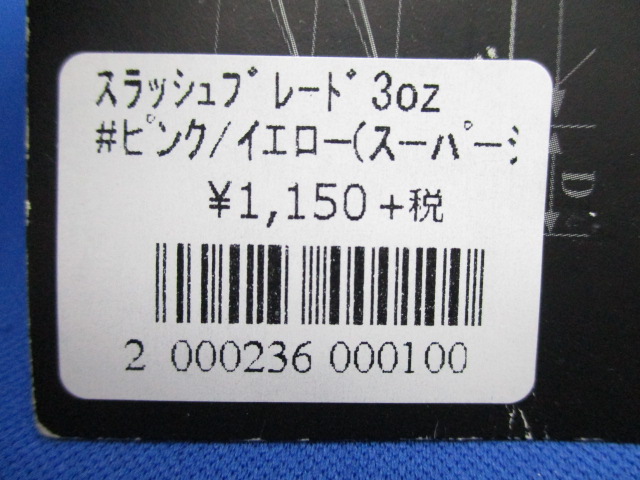 スラッシュブレード 3oz
#ピンク/イエロー(スーパーシ
¥1,150 +税
2 000236 000100
D